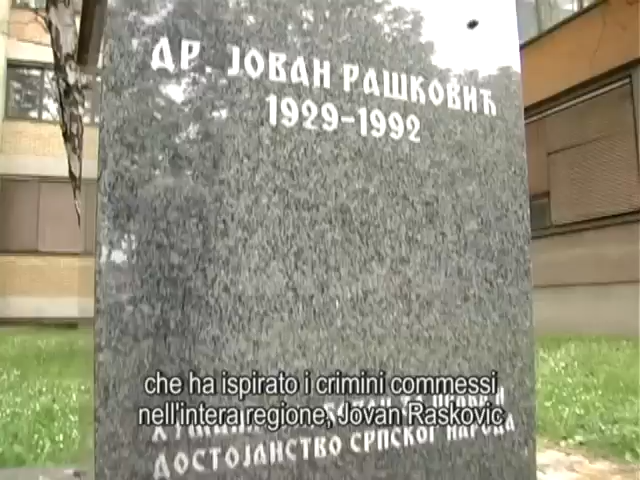 ДР. ЈОВАН РАШКОВИЋ
1929-1992
che ha ispirato i crimini commessi
nell'intera regione, Jovan Raskovic
ДОСТОЈАНСТВО СРПСКОГ НАРОДА